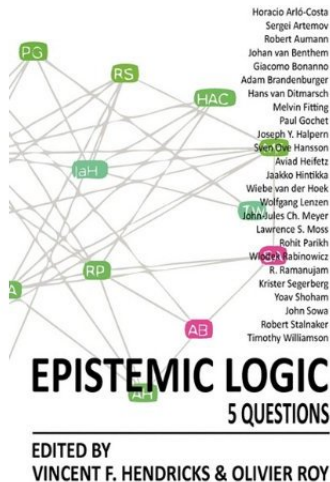 Horacio Arló-Costa
Sergei Artemov
Robert Aumann
Johan van Benthem
Giacomo Bonanno
Adam Brandenburger
Hans van Ditmarsch
Melvin Fitting
Paul Gochet
Joseph Y. Halpern
Sven Ove Hansson
Aviad Heifetz
Jaakko Hintikka
Wiebe van der Hoek
Wolfgang Lenzen
John-Jules Ch. Meyer
Lawrence S. Moss
Rohit Parikh
Wlodek Rabinowicz
R. Ramanujam
Krister Segerberg
Yoav Shoham
John Sowa
Robert Stalnaker
Timothy Williamson
PG
RS
HAC
JaH
RP
A
AB
AH
EPISTEMIC LOGIC
5 QUESTIONS
EDITED BY
VINCENT F. HENDRICKS & OLIVIER ROY